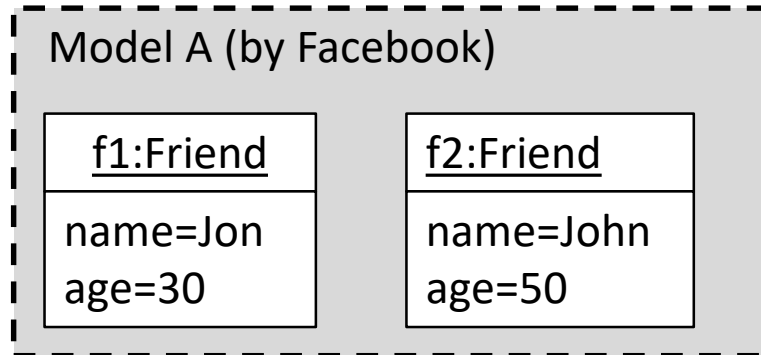 Model A (by Facebook)
f1:Friend
name=Jon
age=30
f2:Friend
name=John
age=50